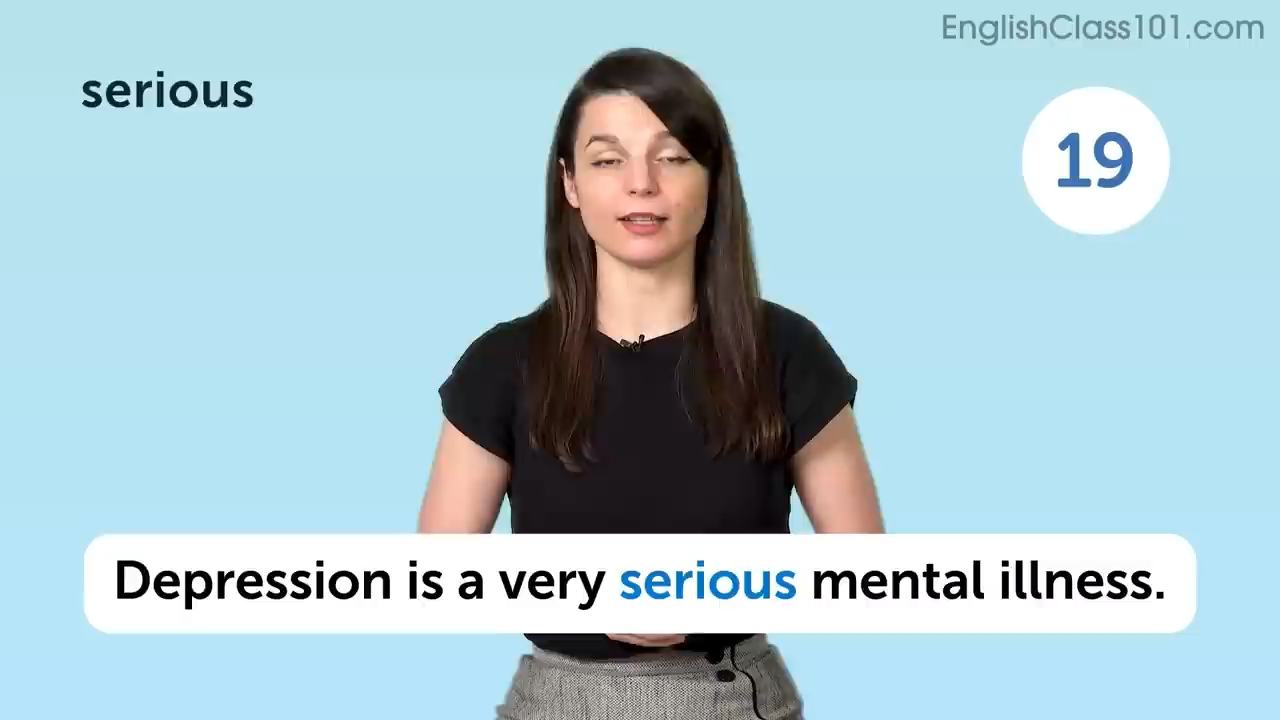 EnglishClass101.com
serious
19
Depression is a very serious mental illness.